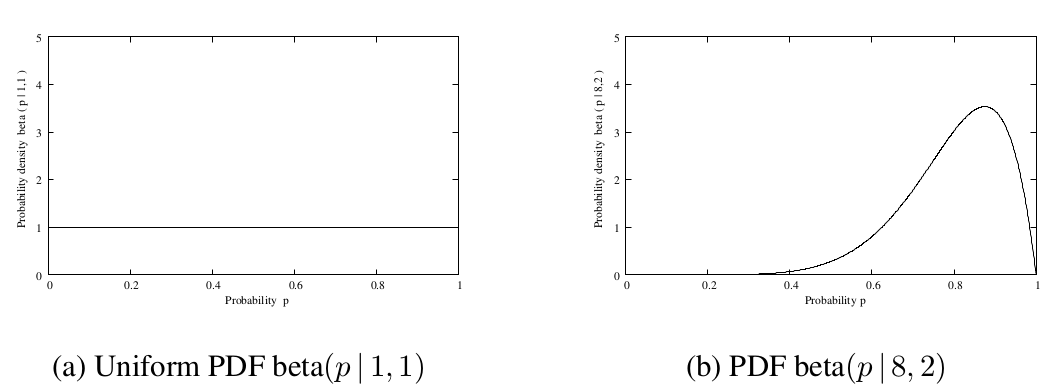 5
4
3
2
1
0
Probability density beta ( p | 1,1 )
0 0.2 0.4 0.6 0.8 1
Probability p
(a) Uniform PDF beta(p | 1, 1)
5
4
3
2
1
0
Probability density beta ( p | 8,2 )
0 0.2 0.4 0.6 0.8 1
Probability p
(b) PDF beta(p | 8, 2)